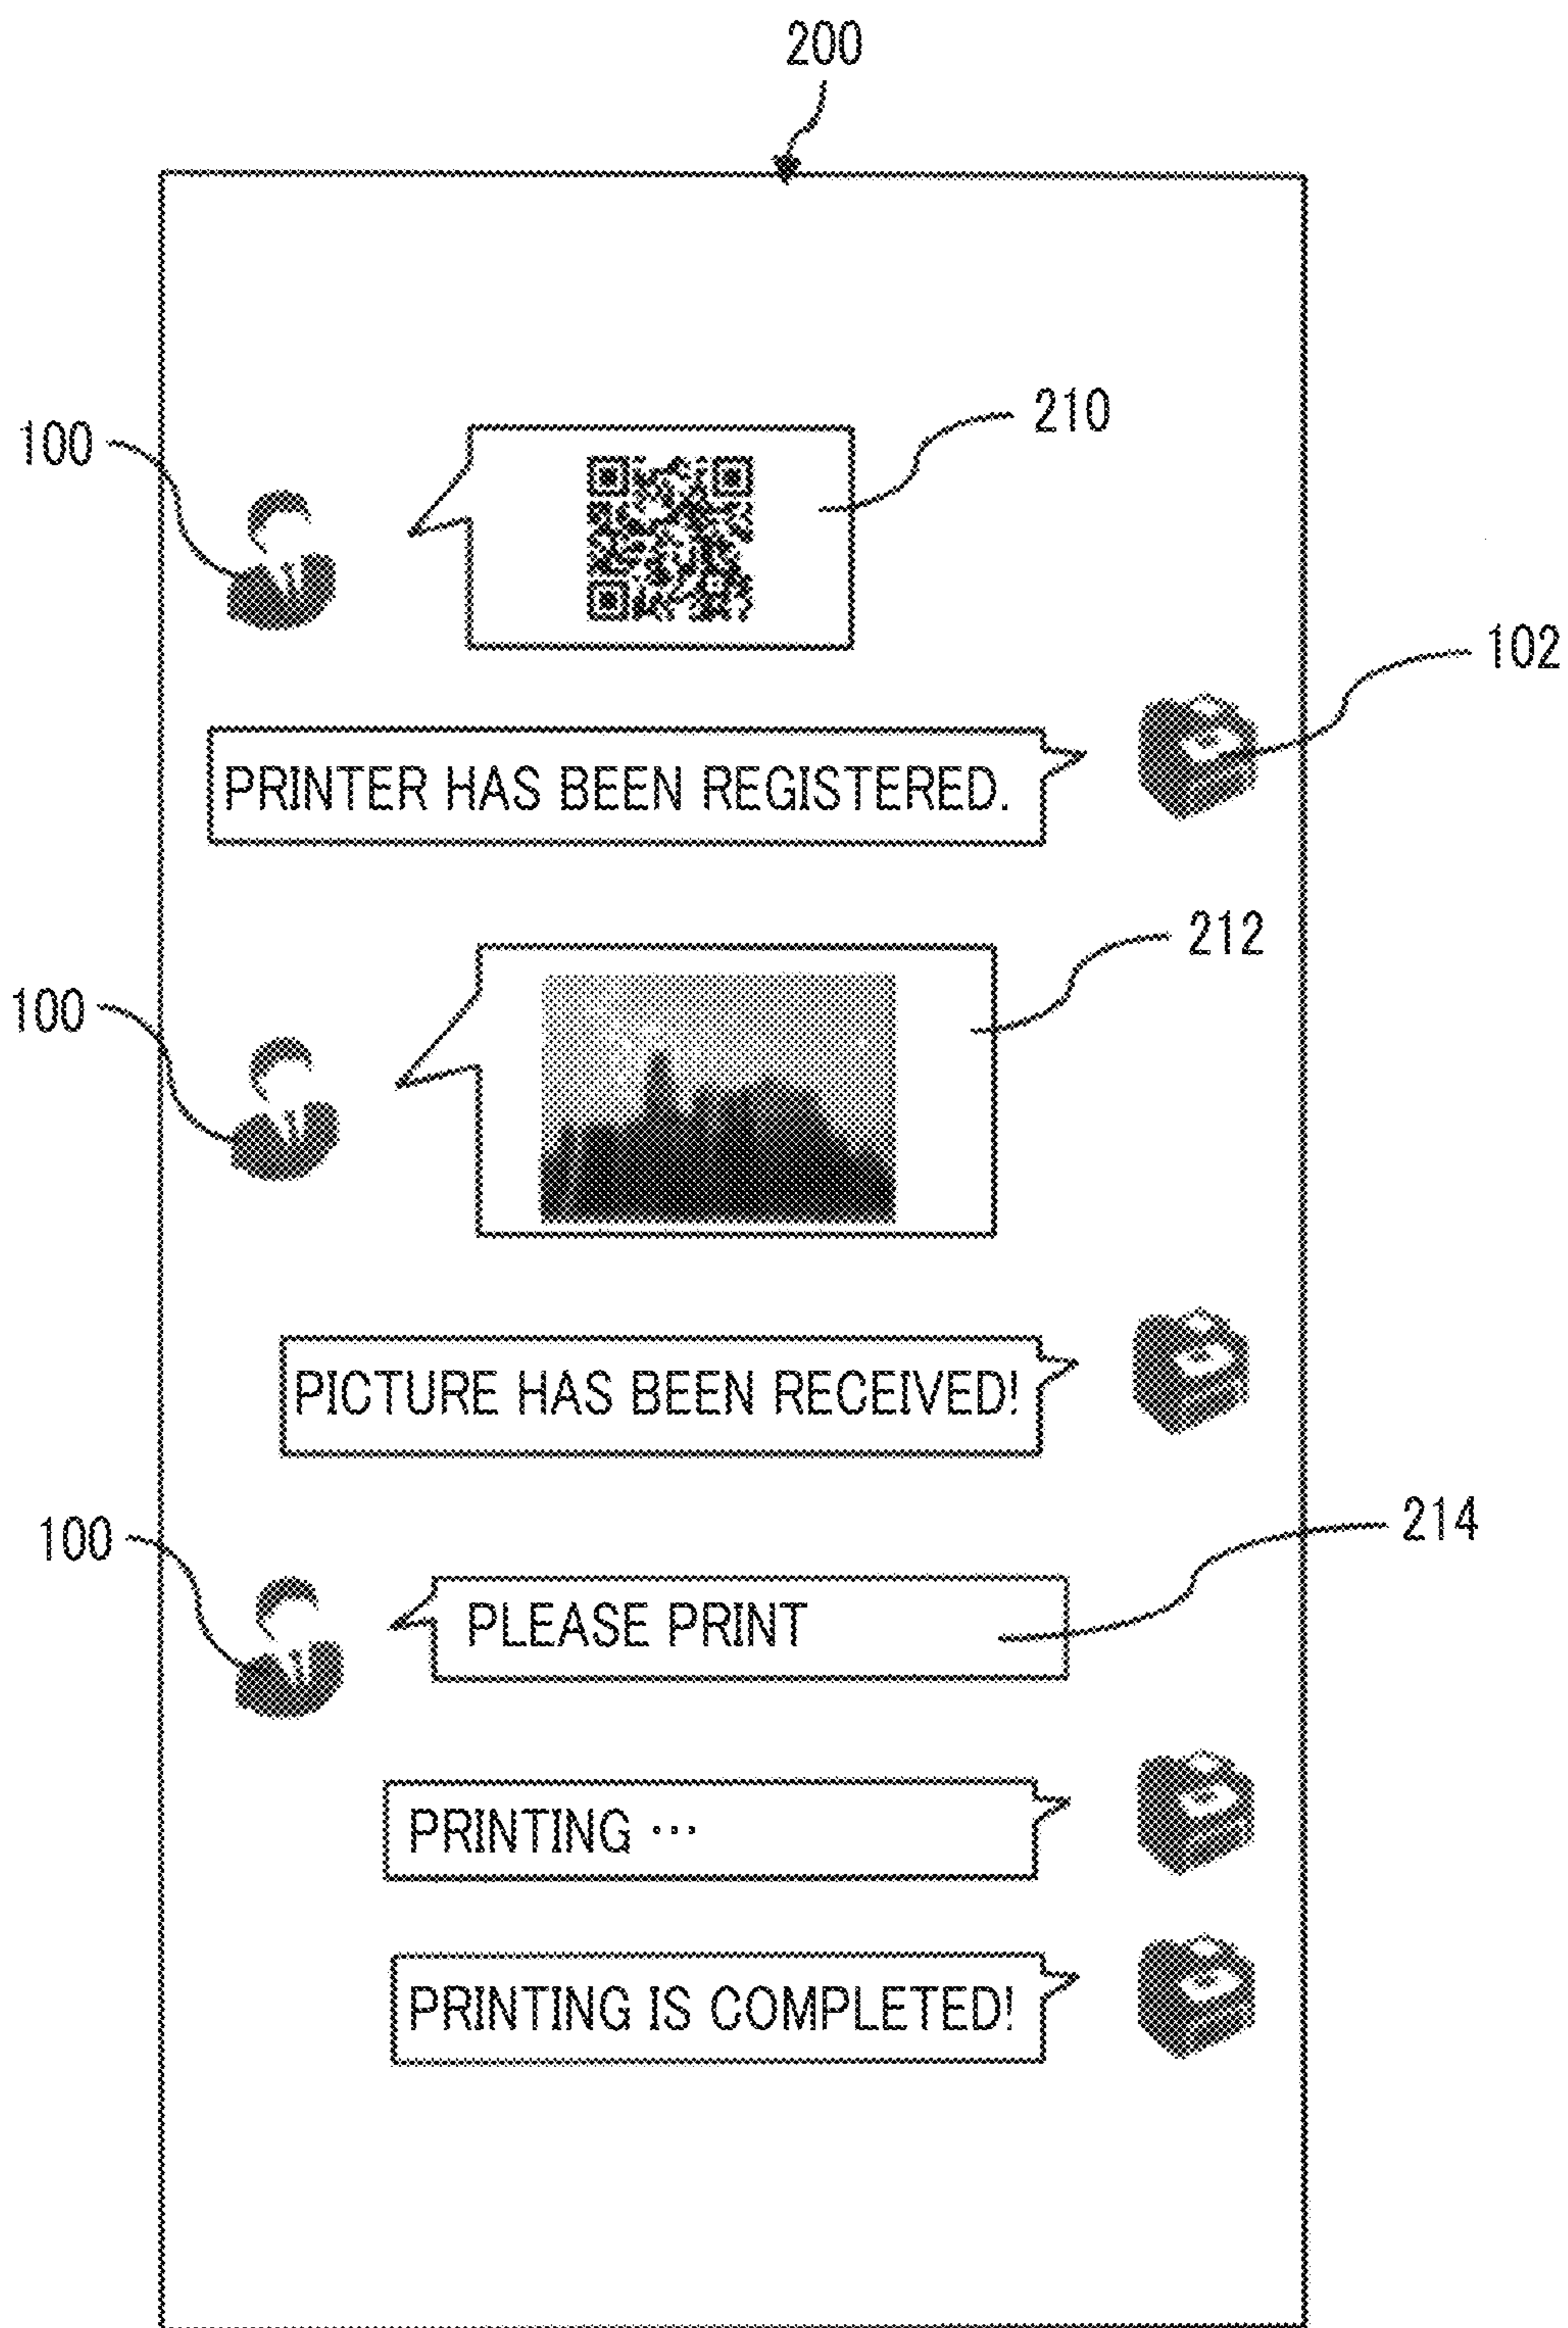 200
210
100
102
PRINTER HAS BEEN REGISTERED.
212
100
PICTURE HAS BEEN RECEIVED!
214
100
PLEASE PRINT
PRINTING ···
PRINTING IS COMPLETED!